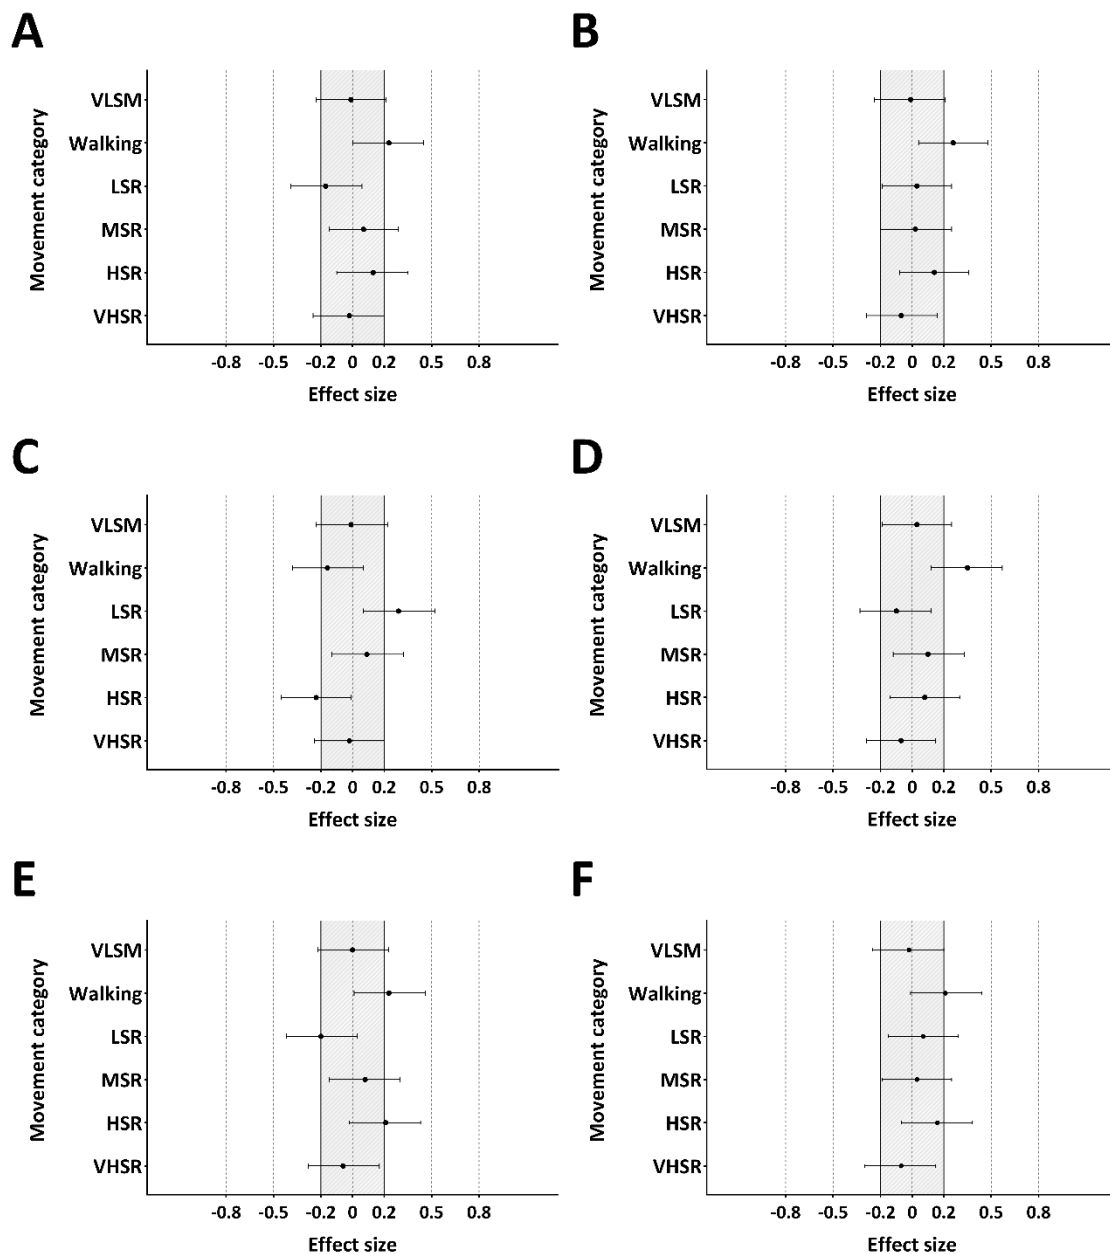 A
Movement category
VLSM
Walking
LSR
MSR
HSR
VHSR
-0.8 -0.5 -0.2 0 0.2 0.5 0.8
Effect size
B
Movement category
VLSM
Walking
LSR
MSR
HSR
VHSR
-0.8 -0.5 -0.2 0 0.2 0.5 0.8
Effect size
C
Movement category
VLSM
Walking
LSR
MSR
HSR
VHSR
-0.8 -0.5 -0.2 0 0.2 0.5 0.8
Effect size
D
Movement category
VLSM
Walking
LSR
MSR
HSR
VHSR
-0.8 -0.5 -0.2 0 0.2 0.5 0.8
Effect size
E
Movement category
VLSM
Walking
LSR
MSR
HSR
VHSR
-0.8 -0.5 -0.2 0 0.2 0.5 0.8
Effect size
F
Movement category
VLSM
Walking
LSR
MSR
HSR
VHSR
-0.8 -0.5 -0.2 0 0.2 0.5 0.8
Effect size